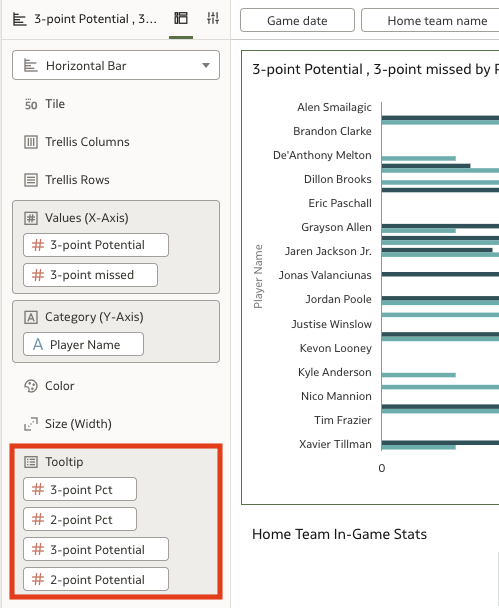 3-point Potential , 3...
Horizontal Bar
50 Tile
Trellis Columns
Trellis Rows
Values (X-Axis)
# 3-point Potential
# 3-point missed
Category (Y-Axis)
A Player Name
Color
Size (Width)
Tooltip
# 3-point Pct
# 2-point Pct
# 3-point Potential
# 2-point Potential
Game date
Home team name
3-point Potential , 3-point missed by
Player Name
Alen Smailagic
Brandon Clarke
De'Anthony Melton
Dillon Brooks
Eric Paschall
Grayson Allen
Jaren Jackson Jr.
Jonas Valanciunas
Jordan Poole
Justise Winslow
Kevon Looney
Kyle Anderson
Nico Mannion
Tim Frazier
Xavier Tillman
0
Home Team In-Game Stats